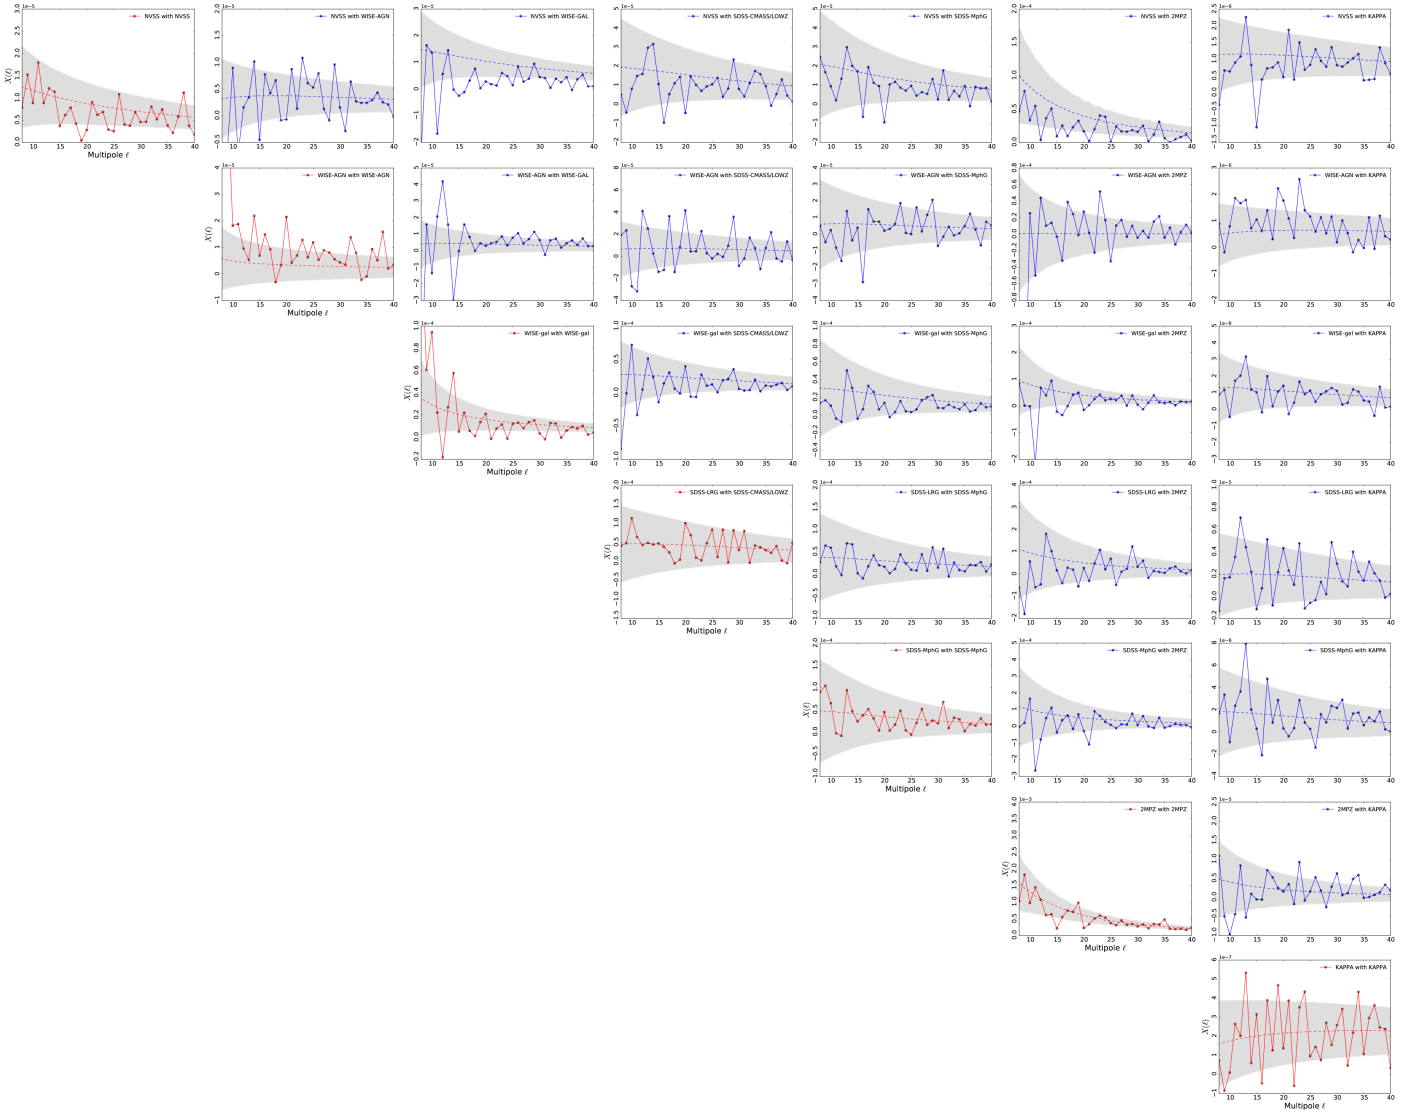 NVSS with NVSS
NVSS with WISE-AGN
NVSS with WISE-GAL
NVSS with SDSS-CMASS/LOWZ
NVSS with SDSS-MphG
NVSS with 2MPZ
NVSS with KAPPA
X(ℓ)
Multipole ℓ
WISE-AGN with WISE-AGN
WISE-AGN with WISE-GAL
WISE-AGN with SDSS-CMASS/LOWZ
WISE-AGN with SDSS-MphG
WISE-AGN with 2MPZ
WISE-AGN with KAPPA
X(ℓ)
Multipole ℓ
WISE-gal with WISE-gal
WISE-gal with SDSS-CMASS/LOWZ
WISE-gal with SDSS-MphG
WISE-gal with 2MPZ
WISE-gal with KAPPA
X(ℓ)
Multipole ℓ
SDSS-LRG with SDSS-CMASS/LOWZ
SDSS-LRG with SDSS-MphG
SDSS-LRG with 2MPZ
SDSS-LRG with KAPPA
X(ℓ)
Multipole ℓ
SDSS-MphG with SDSS-MphG
SDSS-MphG with 2MPZ
SDSS-MphG with KAPPA
X(ℓ)
Multipole ℓ
2MPZ with 2MPZ
2MPZ with KAPPA
X(ℓ)
Multipole ℓ
KAPPA with KAPPA
X(ℓ)
Multipole ℓ